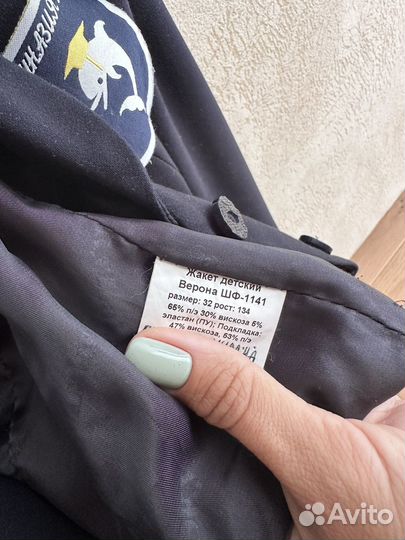 ГИМНАЗИЯ
Жакет детский
Верона ШФ-1141
размер: 32 рост: 134
65% п/э 30% вискоза 5%
эластан (ПУ); Подкладка:
47% вискоза, 53% п/э
Avito